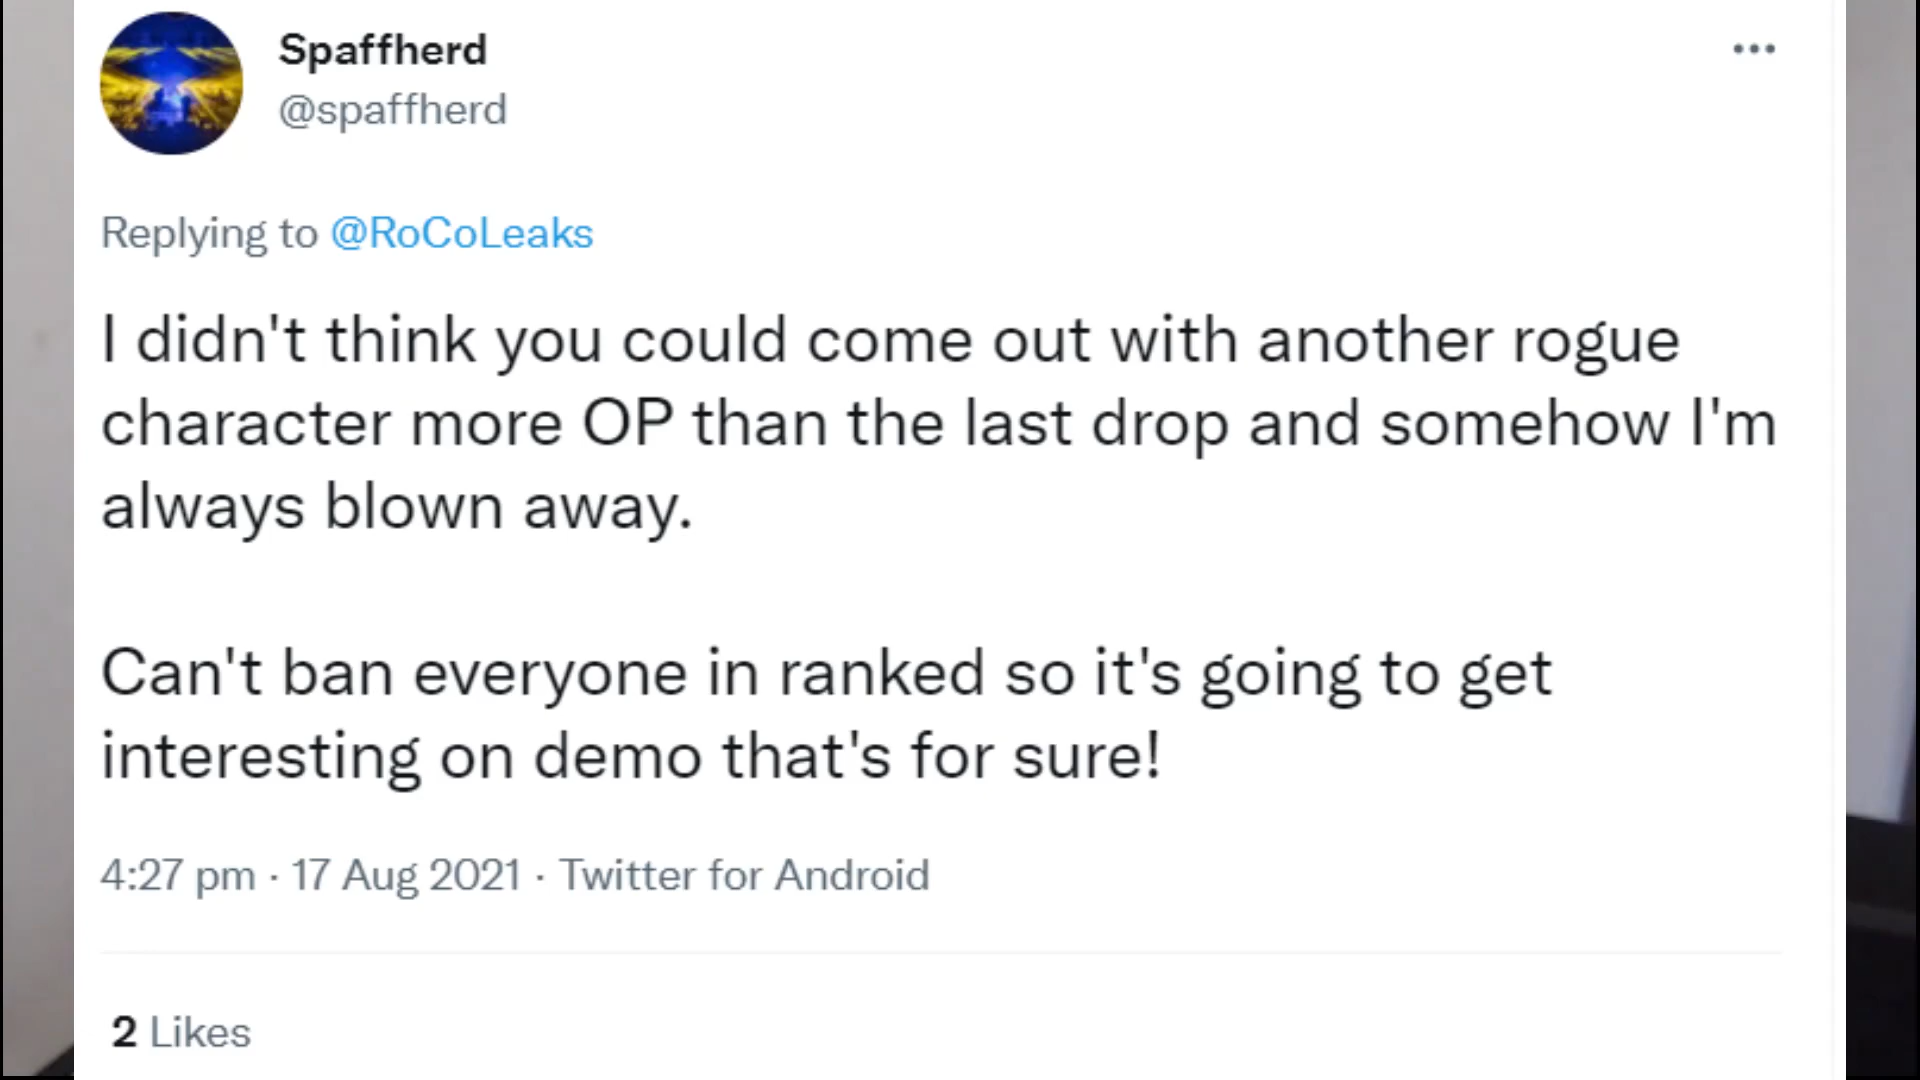 Spaffherd
@spaffherd
Replying to @RoCoLeaks
I didn't think you could come out with another rogue
character more OP than the last drop and somehow I'm
always blown away.
Can't ban everyone in ranked so it's going to get
interesting on demo that's for sure!
4:27 pm · 17 Aug 2021 · Twitter for Android
2 Likes